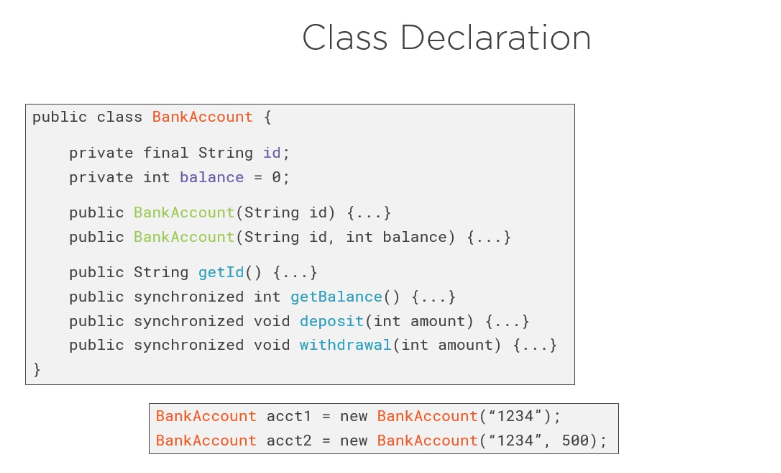 Class Declaration
public class BankAccount {
private final String id;
private int balance = 0;
public BankAccount(String id) {...}
public BankAccount(String id, int balance) {...}
public String getId() {...}
public synchronized int getBalance() {...}
public synchronized void deposit(int amount) {...}
public synchronized void withdrawal(int amount) {...}
}
BankAccount acct1 = new BankAccount(“1234”);
BankAccount acct2 = new BankAccount(“1234”, 500);